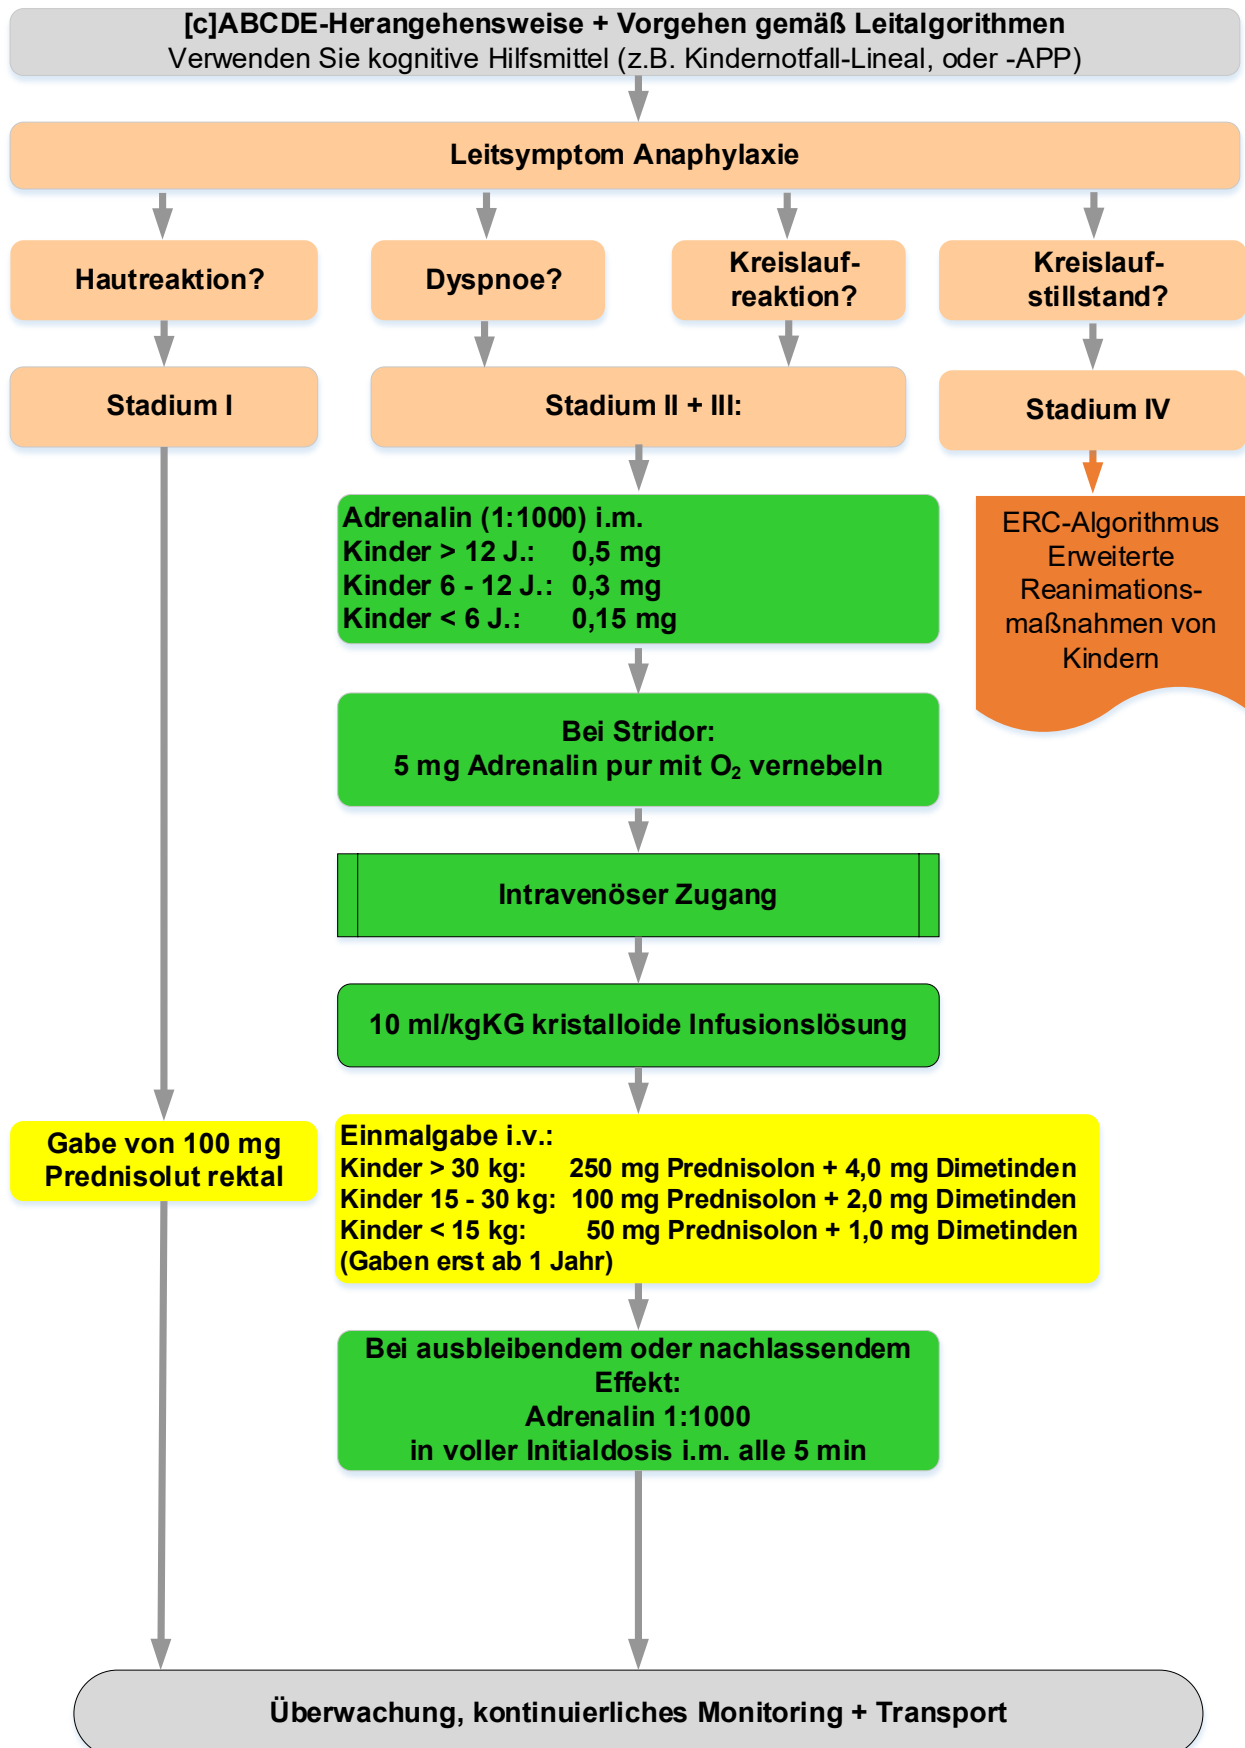 [c]ABCDE-Herangehensweise + Vorgehen gemäß Leitalgorithmen
Verwenden Sie kognitive Hilfsmittel (z.B. Kindernotfall-Lineal, oder -APP)
Leitsymptom Anaphylaxie
Hautreaktion?
Dyspnoe?
Kreislauf-
reaktion?
Kreislauf-
stillstand?
Stadium I
Stadium II + III:
Stadium IV
Adrenalin (1:1000) i.m.
Kinder > 12 J.: 0,5 mg
Kinder 6 - 12 J.: 0,3 mg
Kinder < 6 J.: 0,15 mg
ERC-Algorithmus
Erweiterte
Reanimations-
maßnahmen von
Kindern
Bei Stridor:
5 mg Adrenalin pur mit O₂ vernebeln
Intravenöser Zugang
10 ml/kgKG kristalloide Infusionslösung
Gabe von 100 mg
Prednisolut rektal
Einmalgabe i.v.:
Kinder > 30 kg: 250 mg Prednisolon + 4,0 mg Dimetinden
Kinder 15 - 30 kg: 100 mg Prednisolon + 2,0 mg Dimetinden
Kinder < 15 kg: 50 mg Prednisolon + 1,0 mg Dimetinden
(Gaben erst ab 1 Jahr)
Bei ausbleibendem oder nachlassendem
Effekt:
Adrenalin 1:1000
in voller Initialdosis i.m. alle 5 min
Überwachung, kontinuierliches Monitoring + Transport